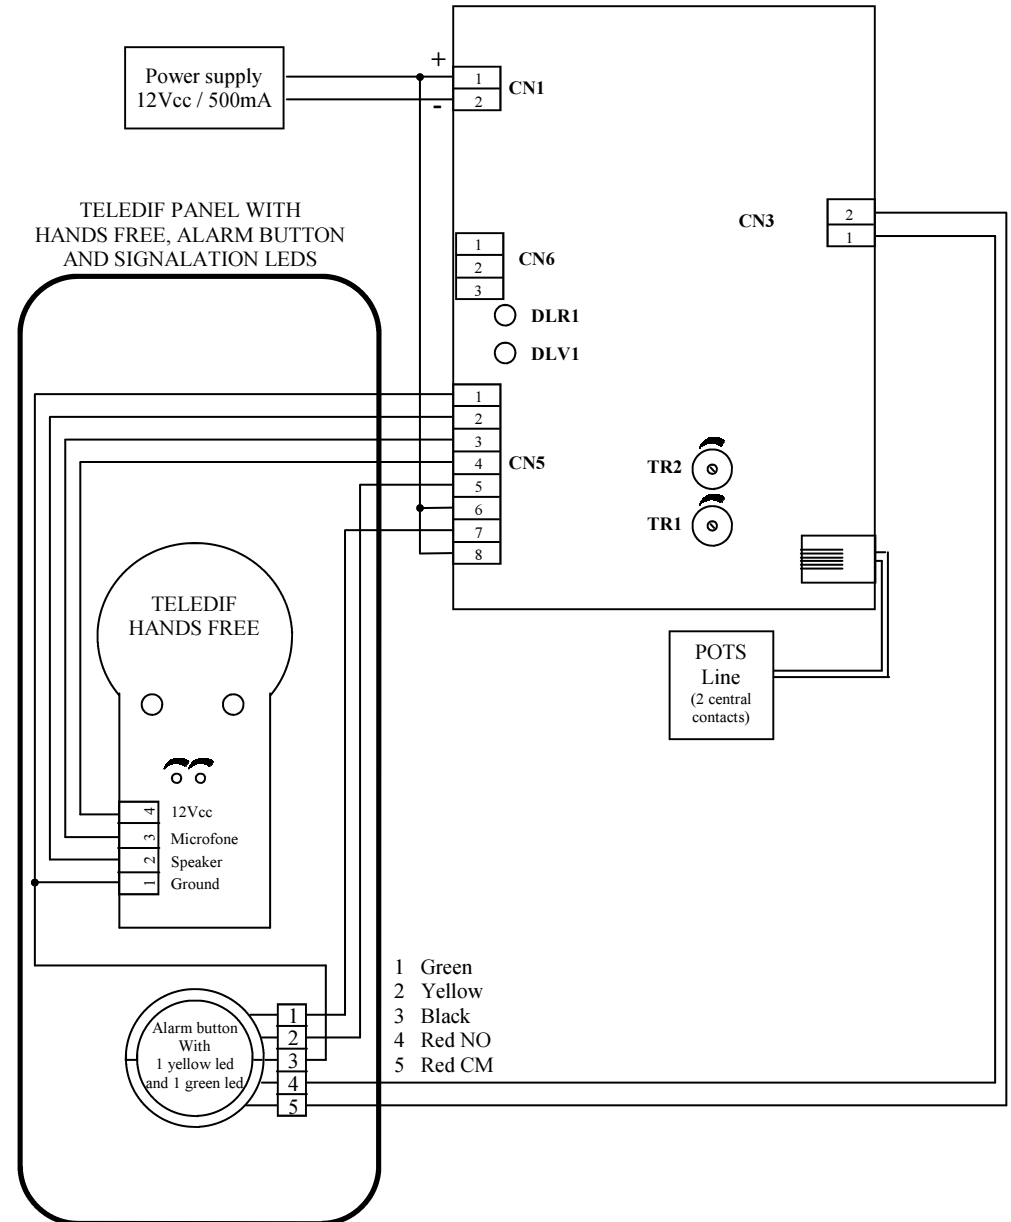 +
Power supply
12Vcc / 500mA
-
1
2
CN1
TELEDIF PANEL WITH
HANDS FREE, ALARM BUTTON
AND SIGNALATION LEDS
CN3
2
1
1
2
3
CN6
DLR1
DLV1
1
2
3
4
5
6
7
8
CN5
TR2
TR1
TELEDIF
HANDS FREE
POTS
Line
(2 central
contacts)
4 12Vcc
3 Microfone
2 Speaker
1 Ground
1 Green
2 Yellow
3 Black
4 Red NO
5 Red CM
Alarm button
With
1 yellow led
and 1 green led
1
2
3
4
5